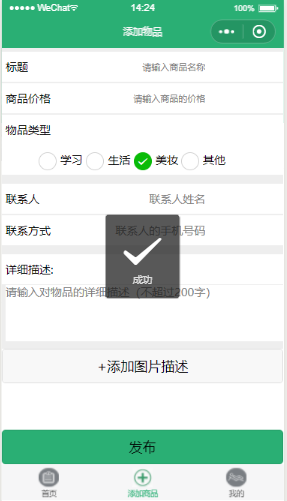 ●●●●● WeChat 14:24 100%
添加物品
标题 请输入商品名称
商品价格 请输入商品的价格
物品类型
学习 生活 美妆 其他
联系人 联系人姓名
联系方式 联系人的手机号码
成功
详细描述:
请输入对物品的详细描述（不超过200字）
+添加图片描述
发布
首页 添加商品 我的